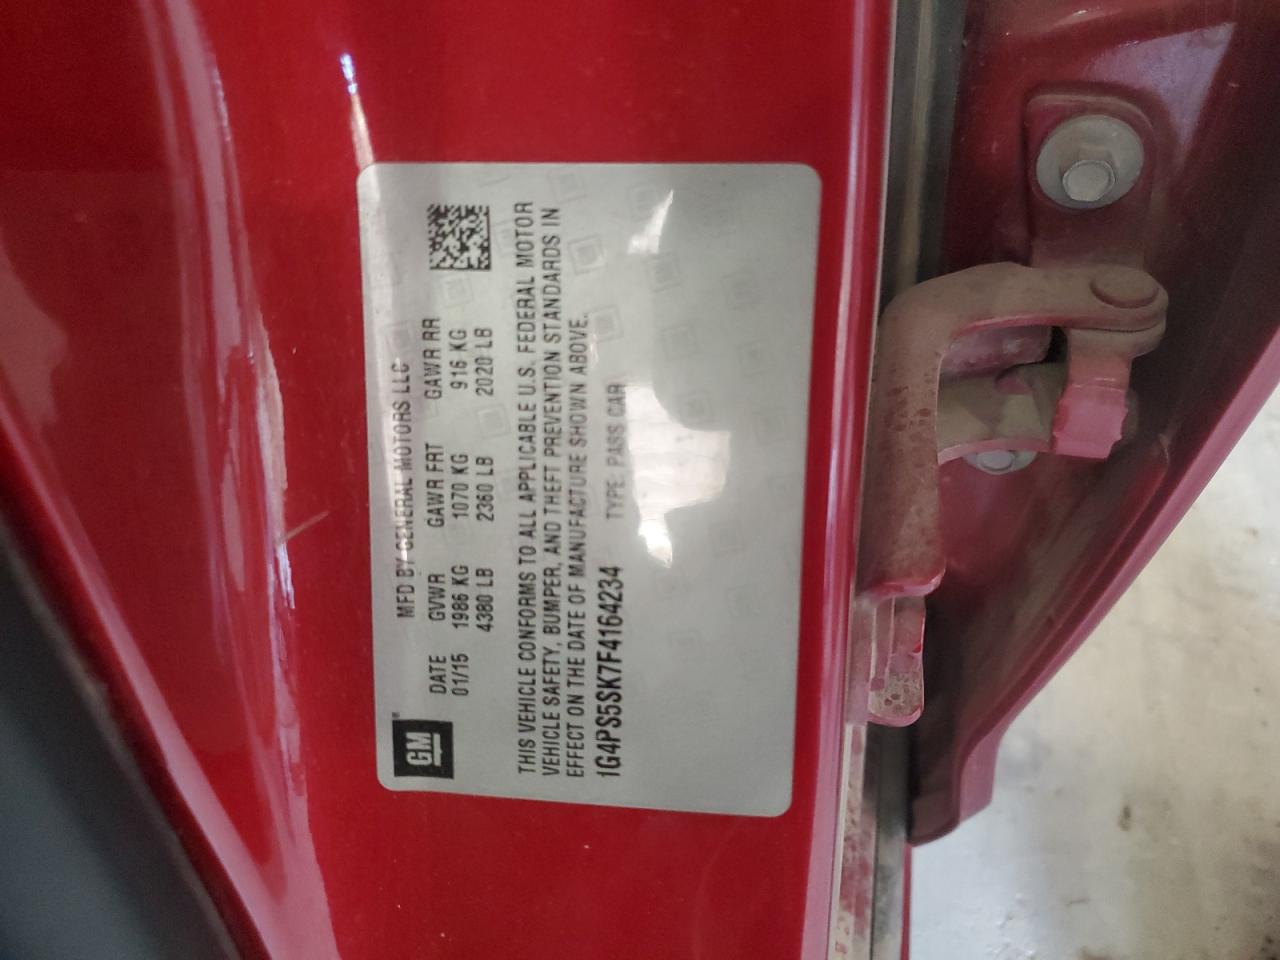 GM
MFD BY GENERAL MOTORS LLC
DATE GVWR GAWR FRT GAWR RR
01/15 1986 KG 1070 KG 916 KG
4380 LB 2360 LB 2020 LB
THIS VEHICLE CONFORMS TO ALL APPLICABLE U.S. FEDERAL MOTOR
VEHICLE SAFETY, BUMPER, AND THEFT PREVENTION STANDARDS IN
EFFECT ON THE DATE OF MANUFACTURE SHOWN ABOVE.
1G4PS5SK7F4164234 TYPE: PASS CAR